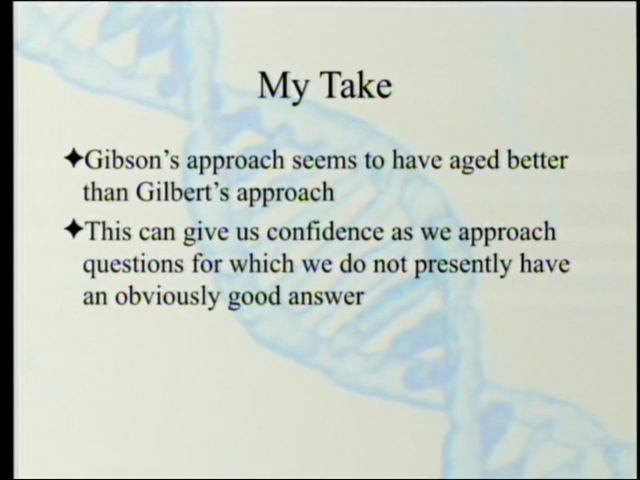 My Take
✦Gibson's approach seems to have aged better
than Gilbert's approach
✦This can give us confidence as we approach
questions for which we do not presently have
an obviously good answer